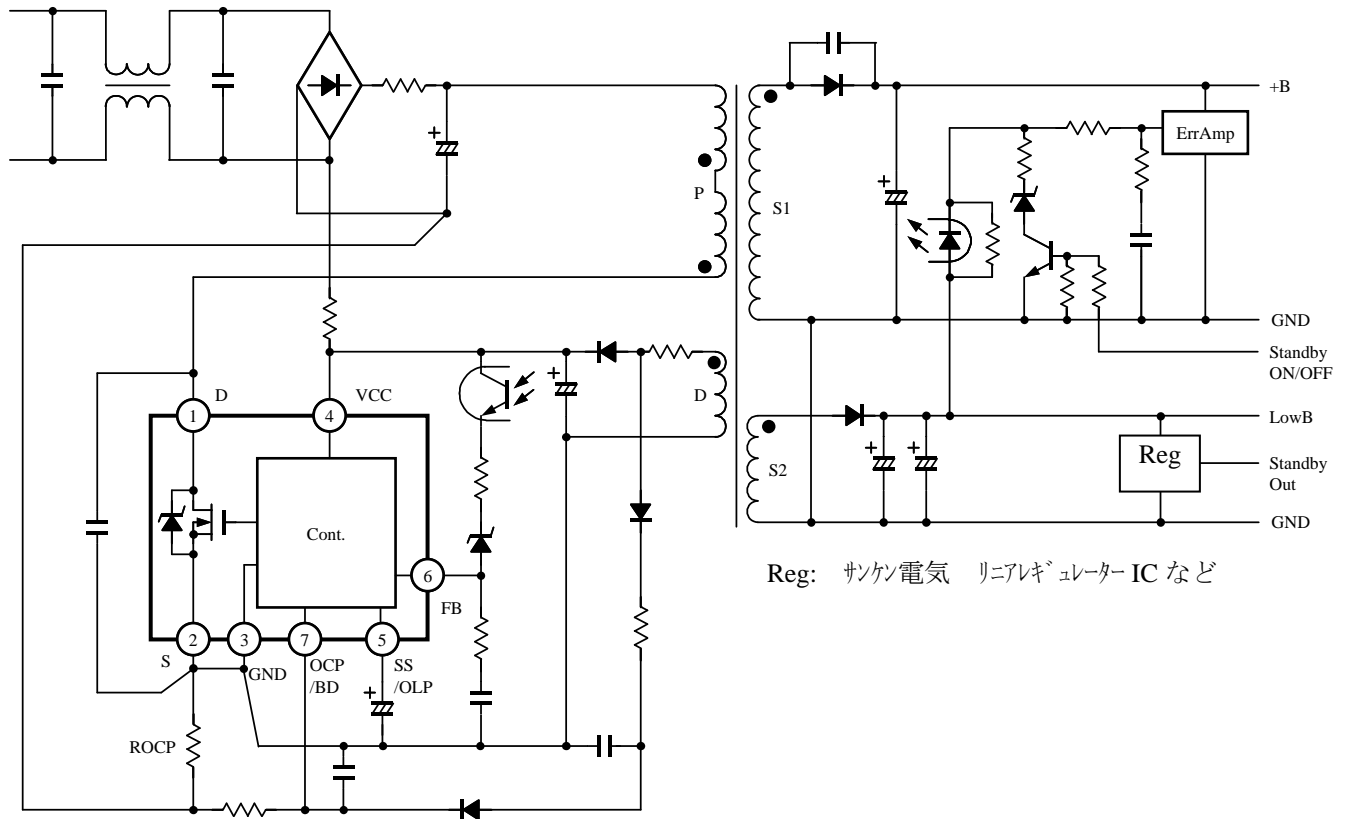 +B
ErrAmp
P
S1
GND
Standby
ON/OFF
D
VCC
D
1
4
LowB
Reg
S2
Standby
Out
Cont.
GND
6
FB
Reg: サンケン電気 リニアレギュレーター IC など
2
3
7
5
S
GND
OCP
/BD
SS
/OLP
ROCP